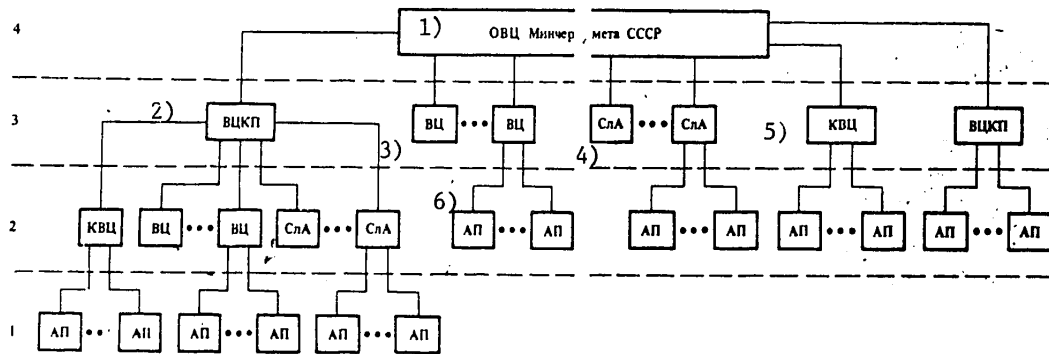 4 1) ОВЦ Минчер мета СССР
3 2) ВЦКП 3) ВЦ ••• ВЦ 4) СлА ••• СлА 5) КВЦ ВЦКП
2 КВЦ ВЦ ••• ВЦ СлА ••• СлА 6) АП ••• АП АП ••• АП АП ••• АП АП ••• АП
1 АП ••• АП АП ••• АП АП ••• АП